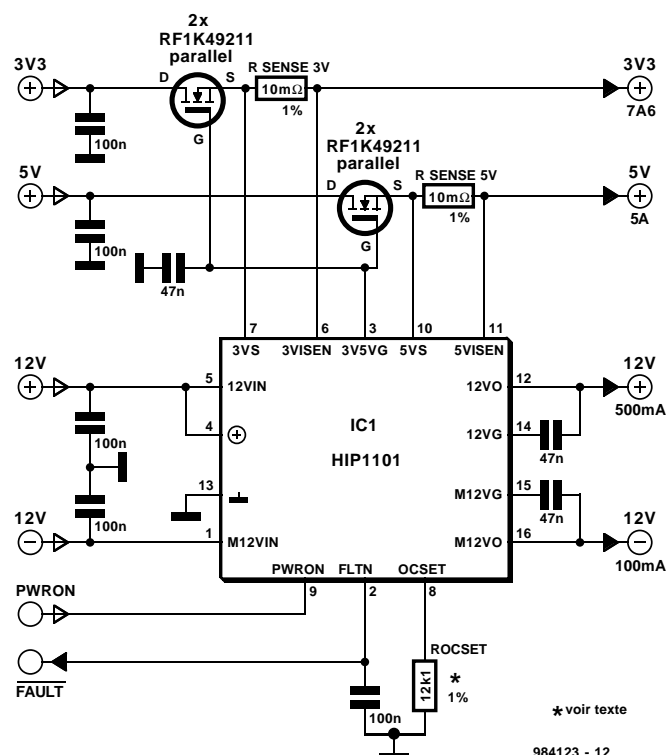 2x
RF1K49211
parallel
3V3
D
S
R SENSE 3V
10mΩ
1%
3V3
7A6
100n
G
2x
RF1K49211
parallel
5V
D
S
R SENSE 5V
10mΩ
1%
5V
5A
100n
G
47n
7
6
3
10
11
3VS
3VISEN
3V5VG
5VS
5VISEN
12V
5
12VIN
12VO
12
12V
500mA
100n
4
IC1
HIP1101
12VG
14
47n
13
M12VG
15
47n
100n
12V
1
M12VIN
M12VO
16
12V
100mA
PWRON
FLTN
OCSET
9
2
8
PWRON
FAULT
ROCSET
12k1
*
1%
100n
* voir texte
984123 - 12